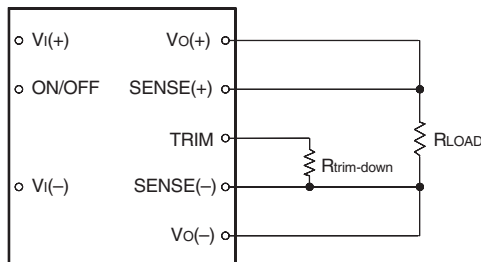 VI(+) VO(+)
ON/OFF SENSE(+)
TRIM
RLOAD
Rtrim-down
VI(–) SENSE(–)
VO(–)